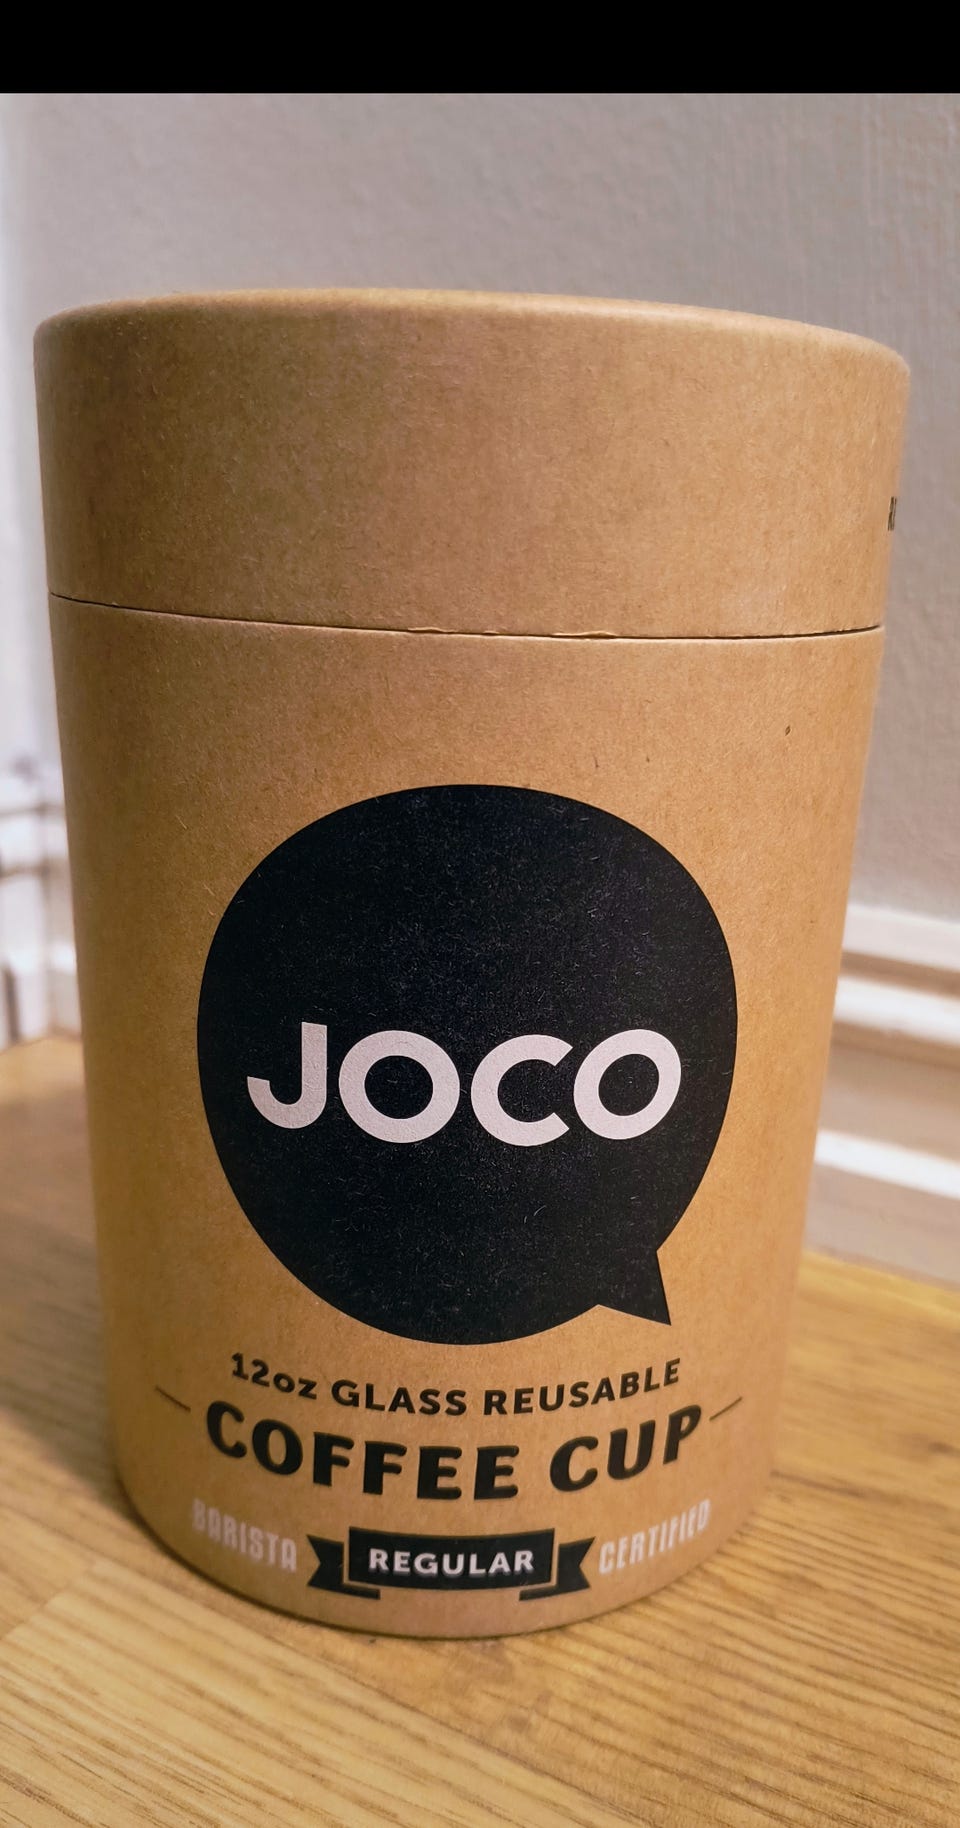 JOCO
12oz GLASS REUSABLE
COFFEE CUP
BARISTA REGULAR CERTIFIED